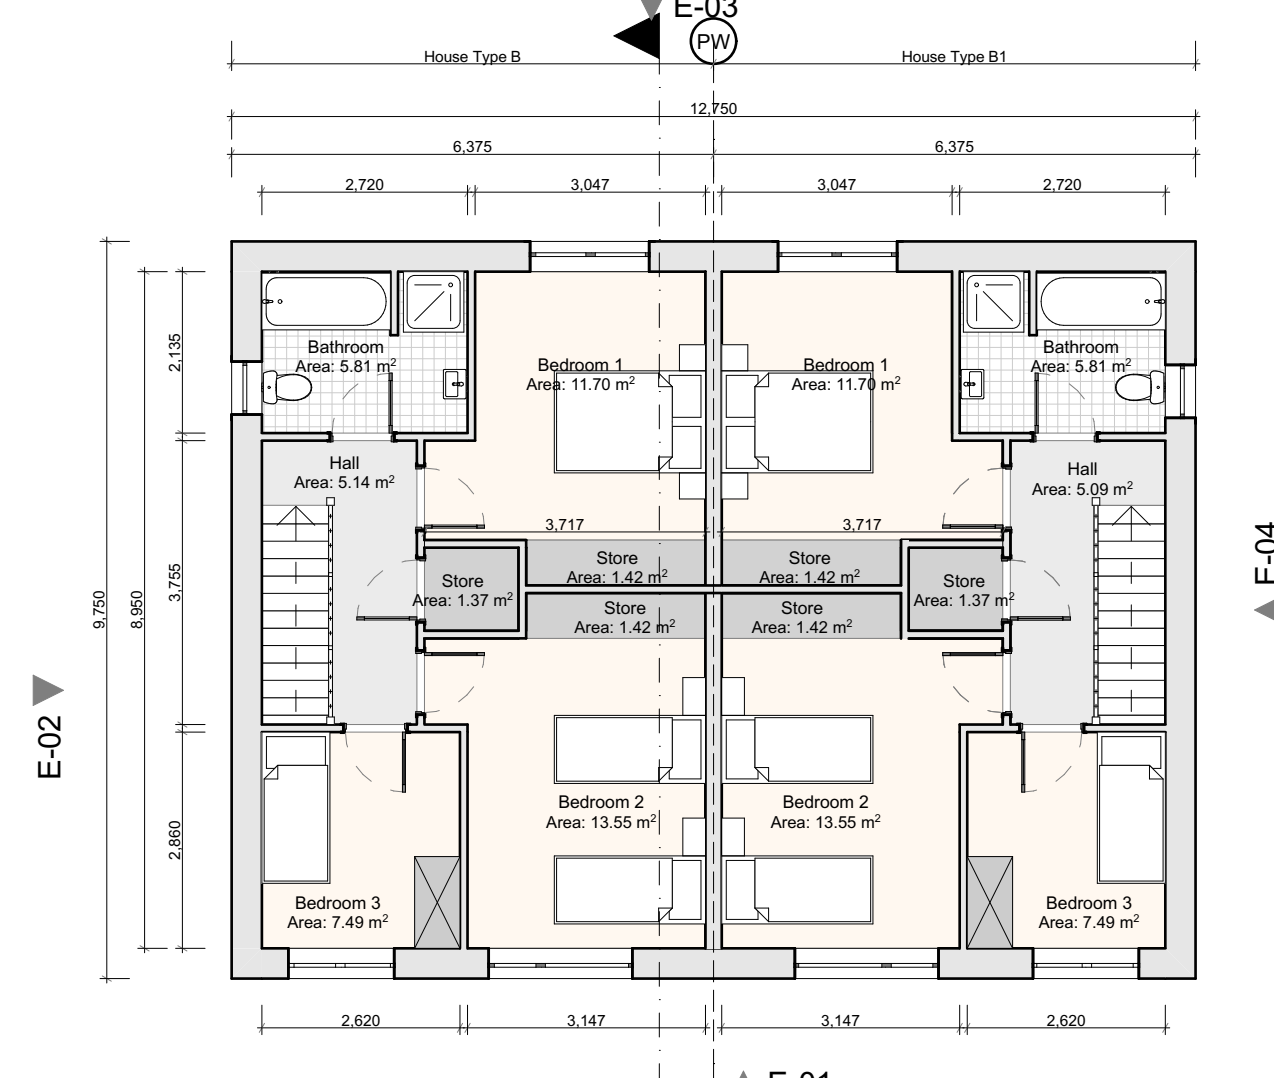 E-03
PW
House Type B
House Type B1
12,750
6,375
6,375
2,720
3,047
3,047
2,720
Bathroom
Area: 5.81 m²
Bedroom 1
Area: 11.70 m²
Bedroom 1
Area: 11.70 m²
Bathroom
Area: 5.81 m²
2,135
Hall
Area: 5.14 m²
Hall
Area: 5.09 m²
3,717
3,717
E-04
Store
Area: 1.42 m²
Store
Area: 1.42 m²
Store
Area: 1.37 m²
Store
Area: 1.37 m²
9,750
8,950
3,755
Store
Area: 1.42 m²
Store
Area: 1.42 m²
E-02
Bedroom 2
Area: 13.55 m²
Bedroom 2
Area: 13.55 m²
2,860
Bedroom 3
Area: 7.49 m²
Bedroom 3
Area: 7.49 m²
2,620
3,147
3,147
2,620
E-01